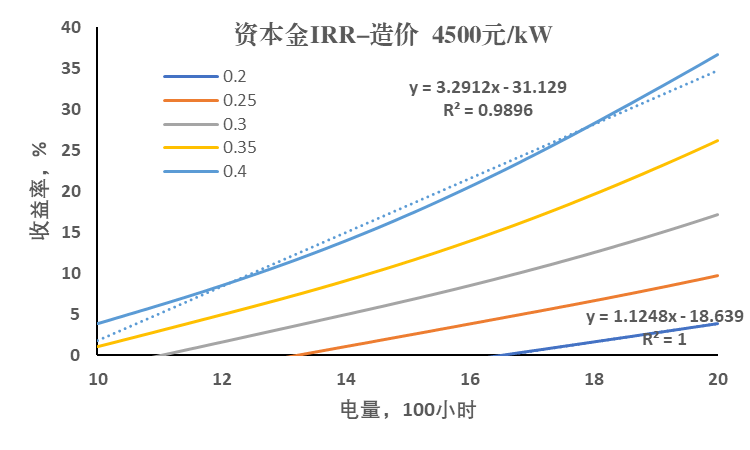 资本金IRR-造价 4500元/kW
40
35
30
25
20
15
10
5
0
收益率，%
0.2
0.25
0.3
0.35
0.4
y = 3.2912x - 31.129
R² = 0.9896
y = 1.1248x - 18.639
R² = 1
10 12 14 16 18 20
电量，100小时